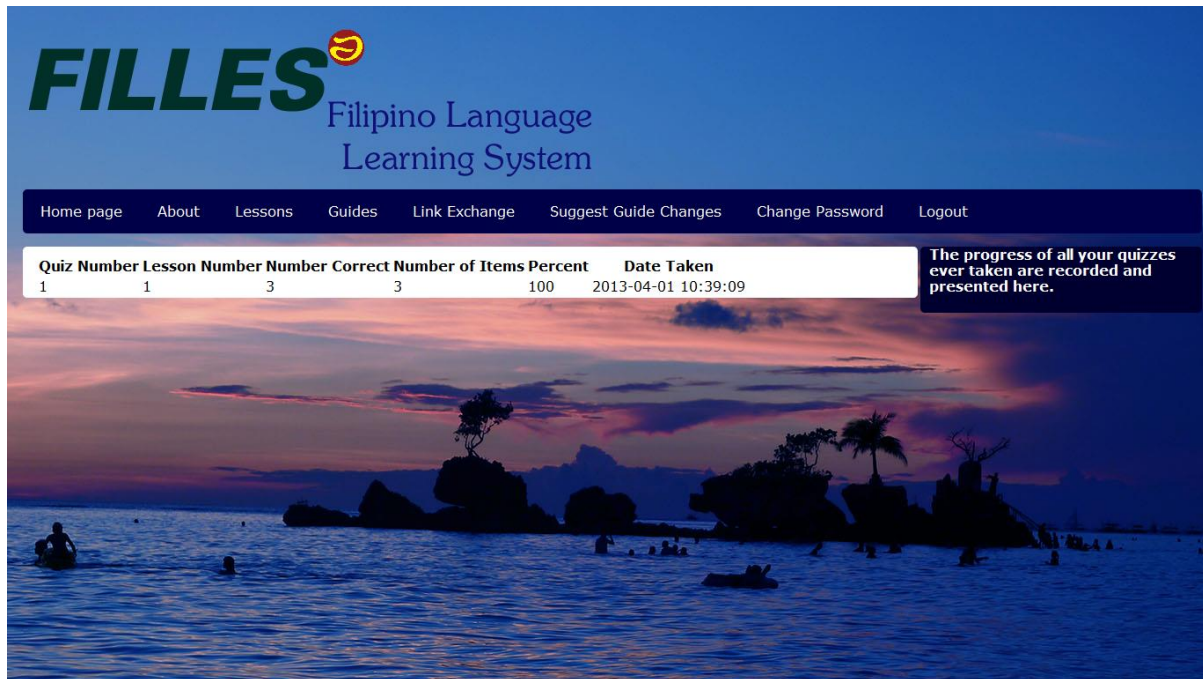 FILLES
Filipino Language
Learning System
Home page About Lessons Guides Link Exchange Suggest Guide Changes Change Password Logout
Quiz Number Lesson Number Number Correct Number of Items Percent Date Taken
1 1 3 3 100 2013-04-01 10:39:09
The progress of all your quizzes
ever taken are recorded and
presented here.